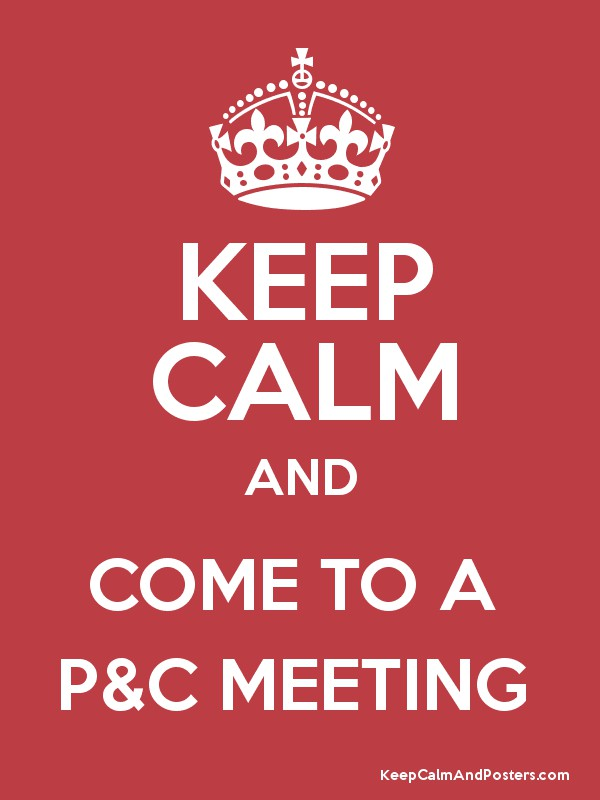 KEEP
CALM
AND
COME TO A
P&C MEETING
KeepCalmAndPosters.com